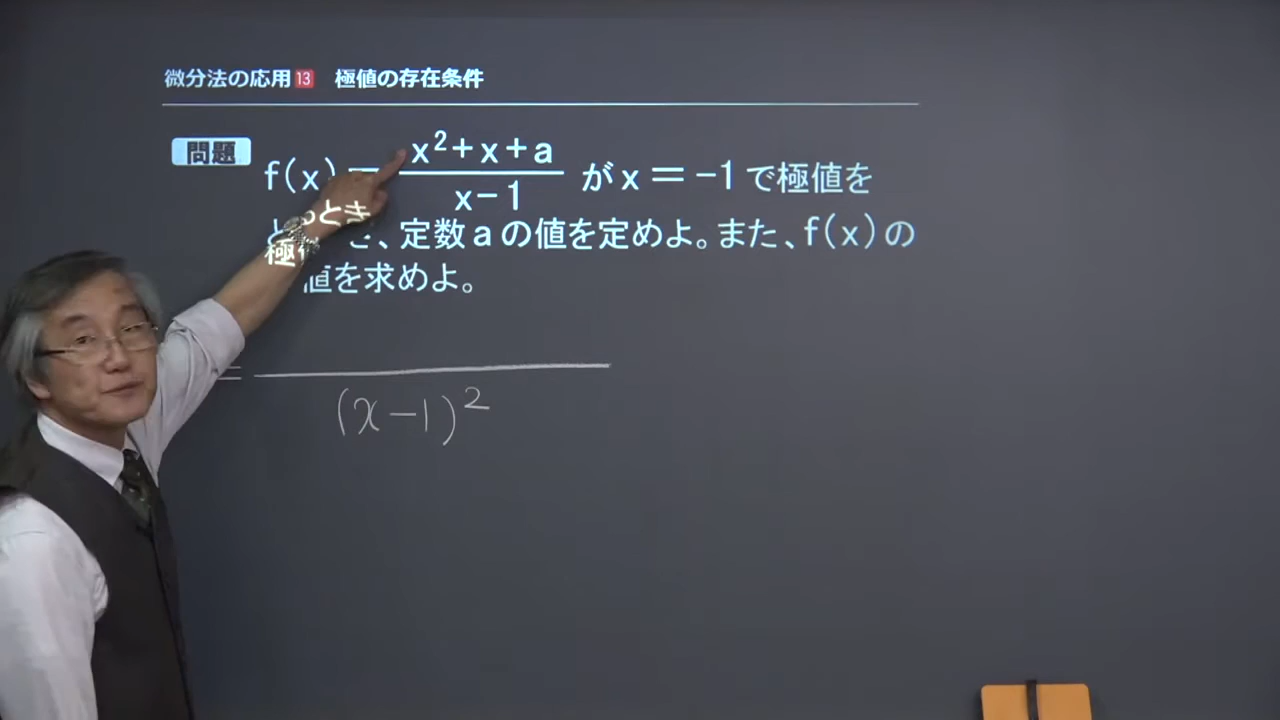 微分法の応用13 極値の存在条件
問題
f(x) = x²+x+a / x-1 がx=-1で極値を
とるとき、定数aの値を定めよ。また、f(x)の
極値を求めよ。
= / (x-1)²